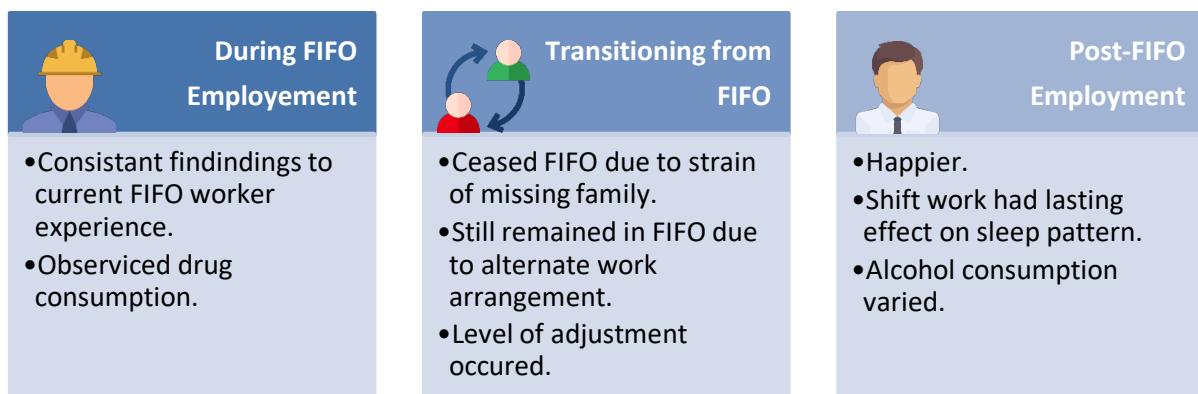 During FIFO
Employement
•Consistant findindings to
current FIFO worker
experience.
•Observiced drug
consumption.
Transitioning from
FIFO
•Ceased FIFO due to strain
of missing family.
•Still remained in FIFO due
to alternate work
arrangement.
•Level of adjustment
occured.
Post-FIFO
Employment
•Happier.
•Shift work had lasting
effect on sleep pattern.
•Alcohol consumption
varied.